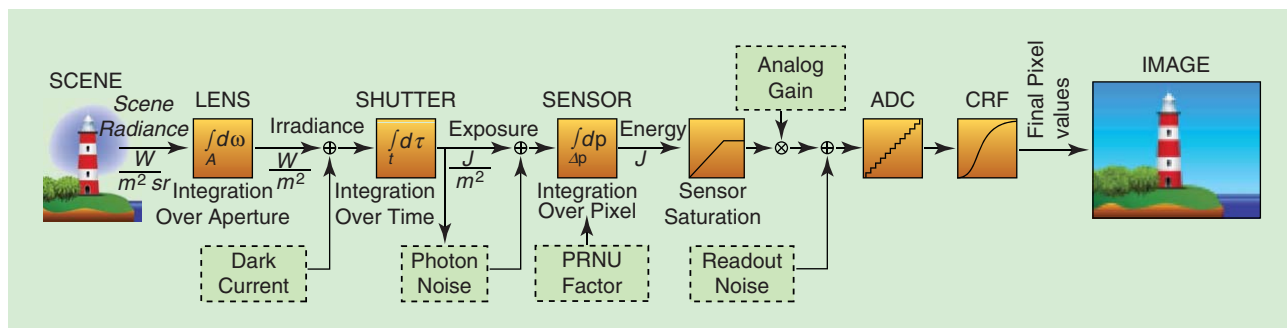 SCENE
Scene
Radiance
W
m² sr
LENS
∫dω
A
Integration
Over Aperture
Irradiance
W
m²
⊕
Dark
Current
SHUTTER
∫dτ
t
Integration
Over Time
Exposure
J
m²
⊕
Photon
Noise
SENSOR
∫dp
Δp
Integration
Over Pixel
PRNU
Factor
Energy
J
Sensor
Saturation
Analog
Gain
⊗
⊕
Readout
Noise
ADC
CRF
Final Pixel
values
IMAGE